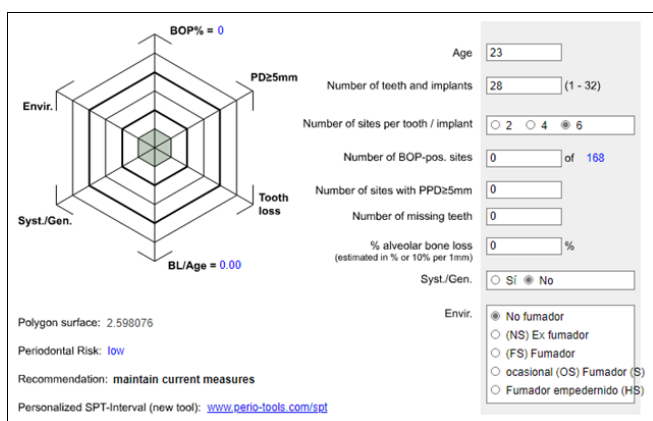 BOP% = 0
PD≥5mm
Envir.
Tooth
loss
Syst./Gen.
BL/Age = 0.00
Polygon surface: 2.598076
Periodontal Risk: low
Recommendation: maintain current measures
Personalized SPT-Interval (new tool): www.perio-tools.com/spt
Age 23
Number of teeth and implants 28 (1 - 32)
Number of sites per tooth / implant 2 4 6
Number of BOP-pos. sites 0 of 168
Number of sites with PPD≥5mm 0
Number of missing teeth 0
% alveolar bone loss 0 %
(estimated in % or 10% per 1mm)
Syst./Gen. Sí No
Envir. No fumador
(NS) Ex fumador
(FS) Fumador
ocasional (OS) Fumador (S)
Fumador empedernido (HS)